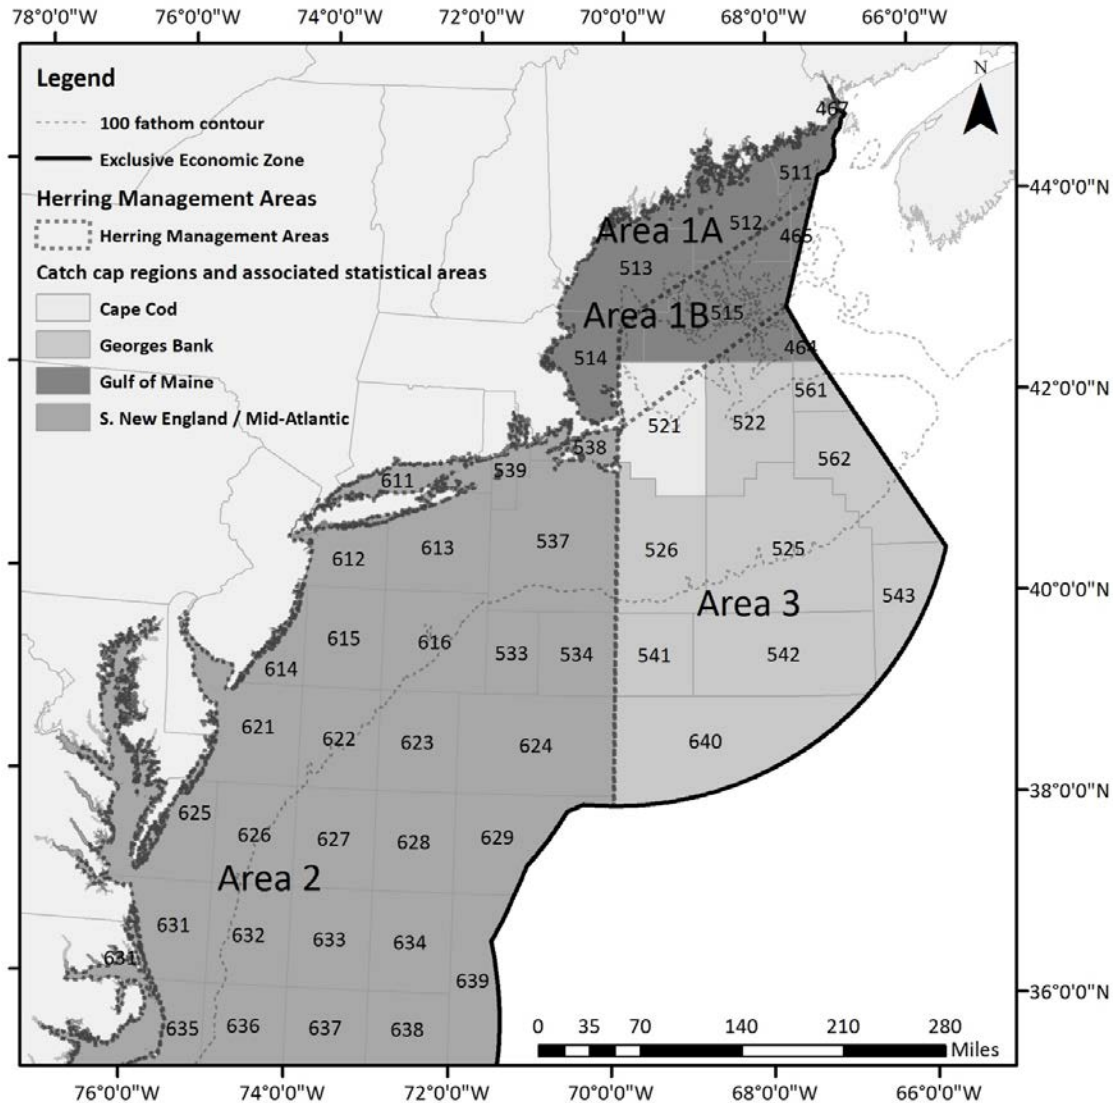 78°0'0"W 76°0'0"W 74°0'0"W 72°0'0"W 70°0'0"W 68°0'0"W 66°0'0"W
Legend
100 fathom contour
Exclusive Economic Zone
Herring Management Areas
Herring Management Areas
Catch cap regions and associated statistical areas
Cape Cod
Georges Bank
Gulf of Maine
S. New England / Mid-Atlantic
N
467
511
44°0'0"N
Area 1A 512
465
513
Area 1B 515
464
514
42°0'0"N
561
521 522
538
562
539
611
537
526 525
612 613
40°0'0"N
543
Area 3
615 616
533 534 541 542
614
621
622 623 624 640
38°0'0"N
625
626 627 628 629
Area 2
631
632 633 634
631
639
36°0'0"N
635 636 637 638
0 35 70 140 210 280
Miles
76°0'0"W 74°0'0"W 72°0'0"W 70°0'0"W 68°0'0"W 66°0'0"W